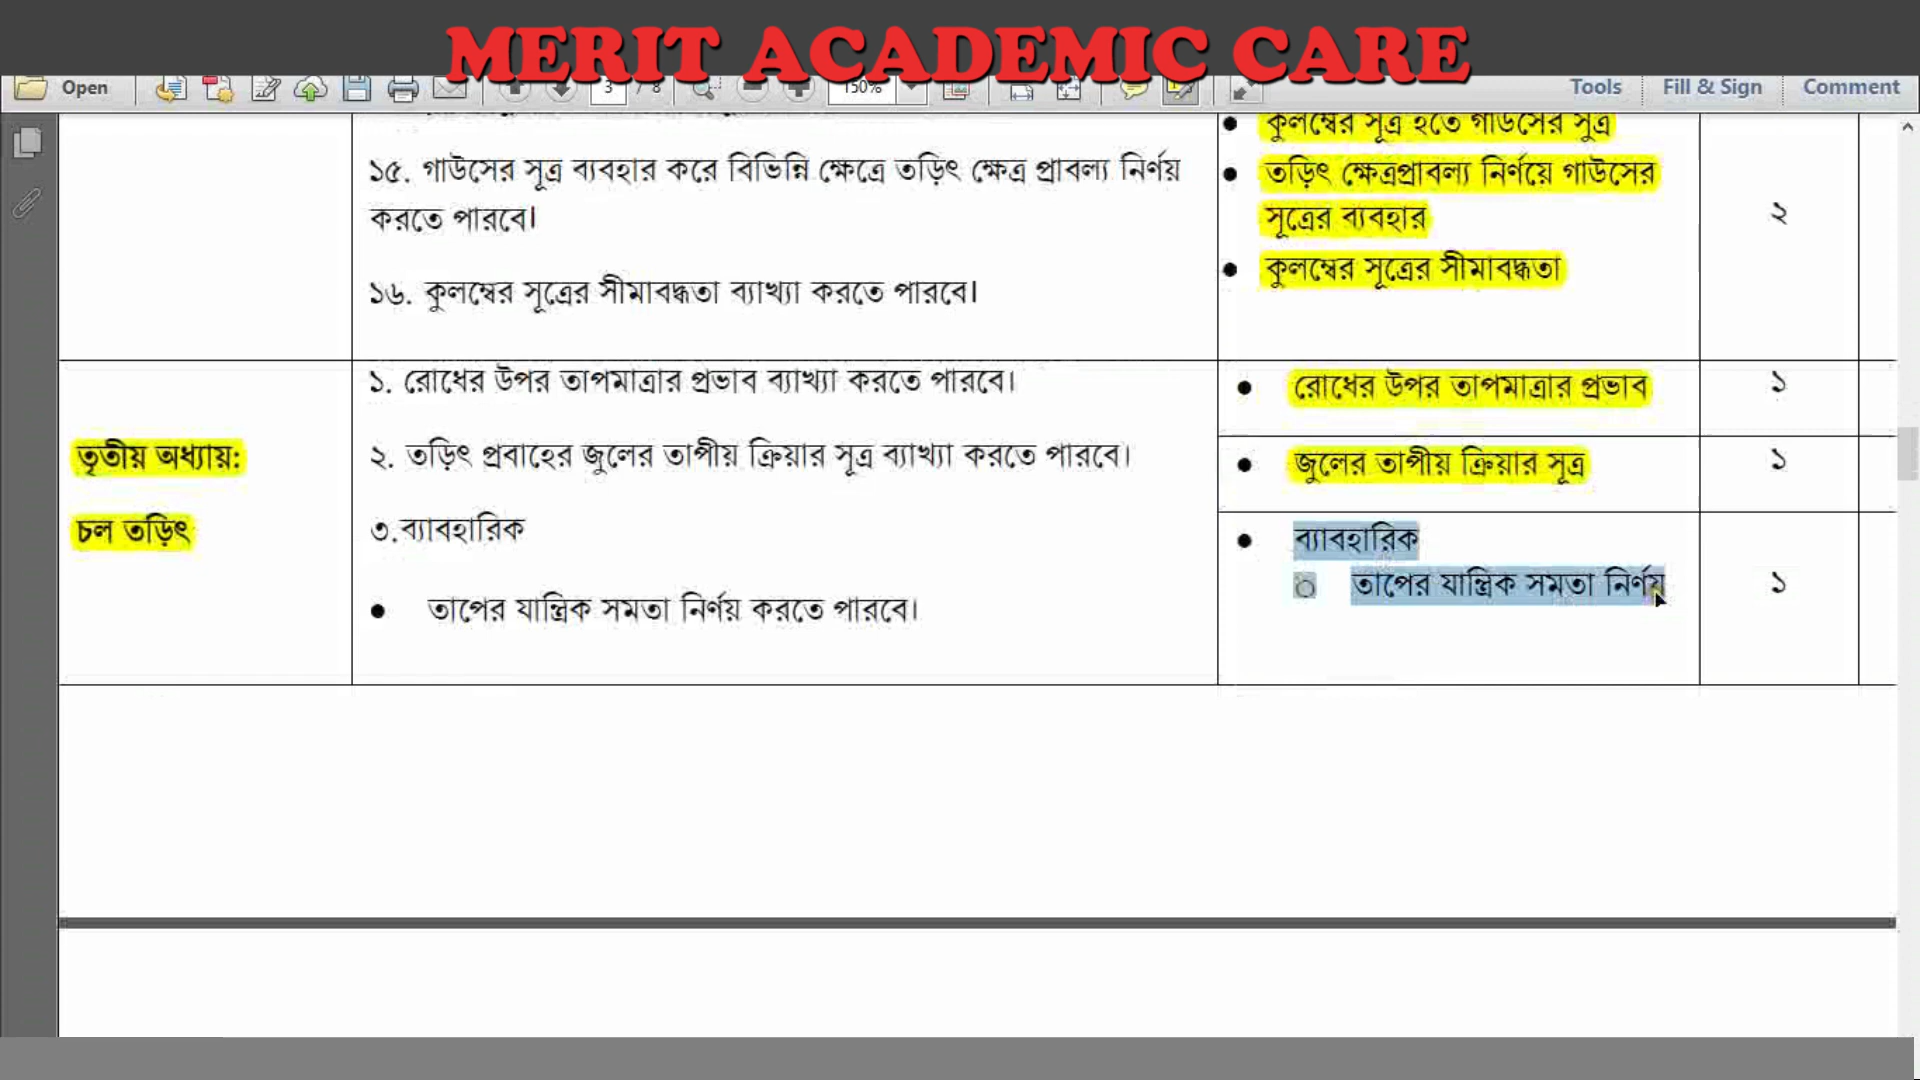 MERIT ACADEMIC CARE
Open
3 / 8
150%
Tools
Fill & Sign
Comment
১৫. গাউসের সূত্র ব্যবহার করে বিভিন্নি ক্ষেত্রে তড়িৎ ক্ষেত্র প্রাবল্য নির্ণয়
করতে পারবে।
১৬. কুলম্বের সূত্রের সীমাবদ্ধতা ব্যাখ্যা করতে পারবে।
কুলম্বের সূত্র হতে গাউসের সুত্র
তড়িৎ ক্ষেত্রপ্রাবল্য নির্ণয়ে গাউসের
সূত্রের ব্যবহার
কুলম্বের সূত্রের সীমাবদ্ধতা
২
তৃতীয় অধ্যায়:
চল তড়িৎ
১. রোধের উপর তাপমাত্রার প্রভাব ব্যাখ্যা করতে পারবে।
২. তড়িৎ প্রবাহের জুলের তাপীয় ক্রিয়ার সূত্র ব্যাখ্যা করতে পারবে।
৩.ব্যাবহারিক
তাপের যান্ত্রিক সমতা নির্ণয় করতে পারবে।
রোধের উপর তাপমাত্রার প্রভাব
১
জুলের তাপীয় ক্রিয়ার সূত্র
১
ব্যাবহারিক
তাপের যান্ত্রিক সমতা নির্ণয়
১